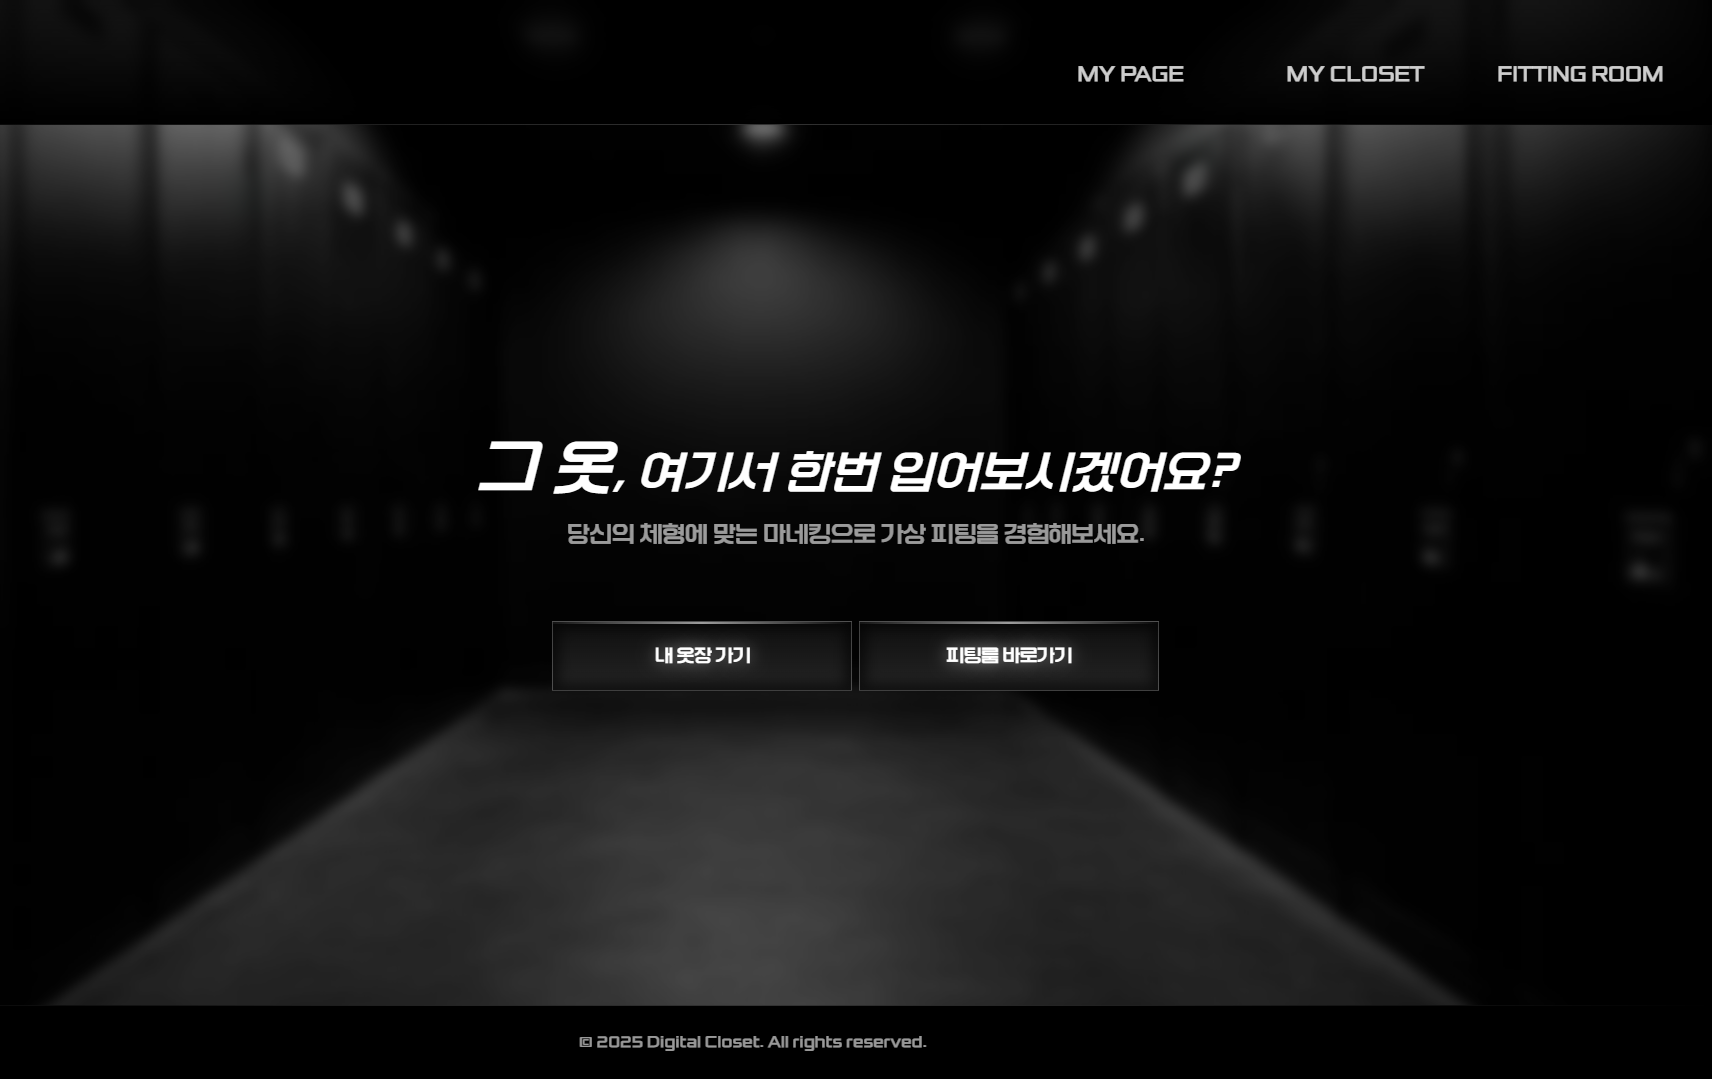 MY PAGE
MY CLOSET
FITTING ROOM
그 옷, 여기서 한번 입어보시겠어요?
당신의 체형에 맞는 마네킹으로 가상 피팅을 경험해보세요.
내 옷장 가기
피팅룸 바로가기
© 2025 Digital Closet. All rights reserved.